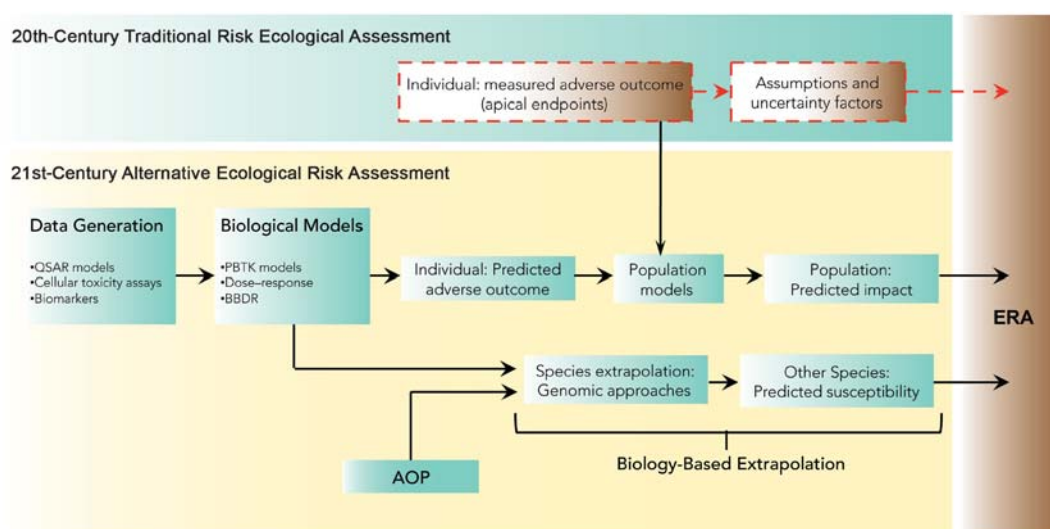 20th-Century Traditional Risk Ecological Assessment
Individual: measured adverse outcome
(apical endpoints)
Assumptions and
uncertainty factors
21st-Century Alternative Ecological Risk Assessment
Data Generation
•QSAR models
•Cellular toxicity assays
•Biomarkers
Biological Models
•PBTK models
•Dose–response
•BBDR
Individual: Predicted
adverse outcome
Population
models
Population:
Predicted impact
ERA
Species extrapolation:
Genomic approaches
Other Species:
Predicted susceptibility
Biology-Based Extrapolation
AOP